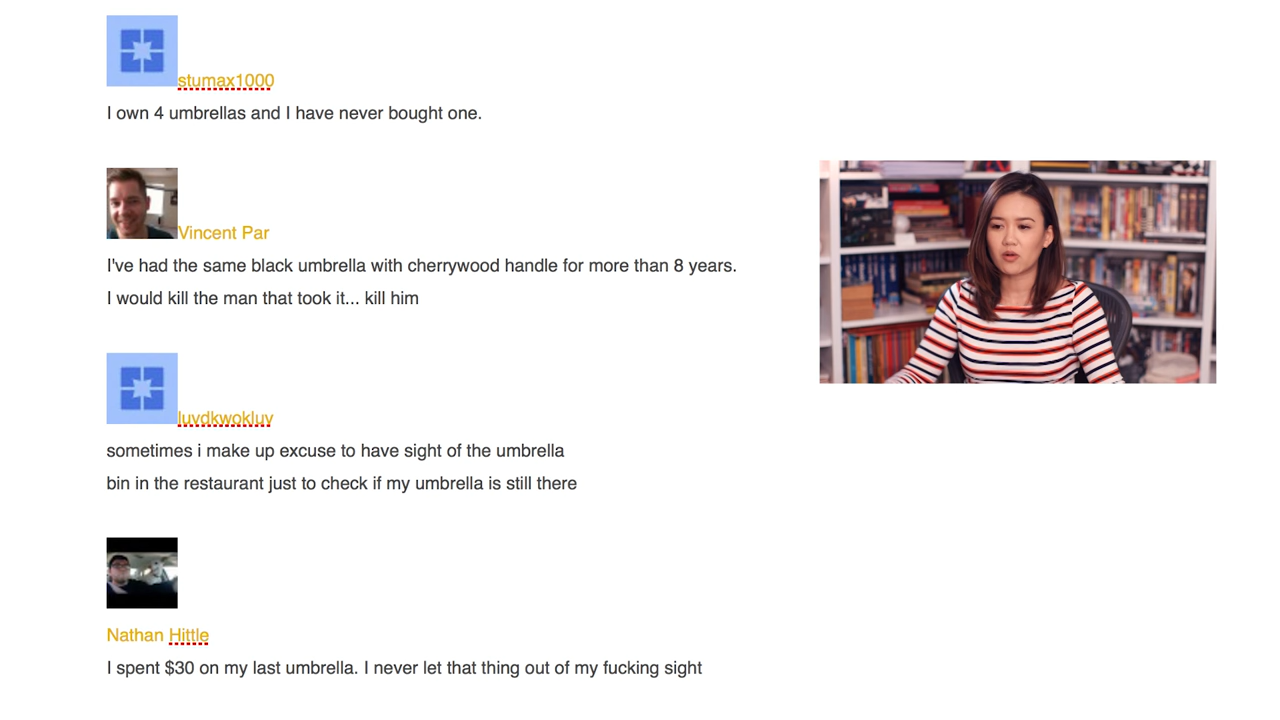 stumax1000
I own 4 umbrellas and I have never bought one.
Vincent Par
I've had the same black umbrella with cherrywood handle for more than 8 years.
I would kill the man that took it... kill him
luvdkwokluv
sometimes i make up excuse to have sight of the umbrella
bin in the restaurant just to check if my umbrella is still there
Nathan Hittle
I spent $30 on my last umbrella. I never let that thing out of my fucking sight